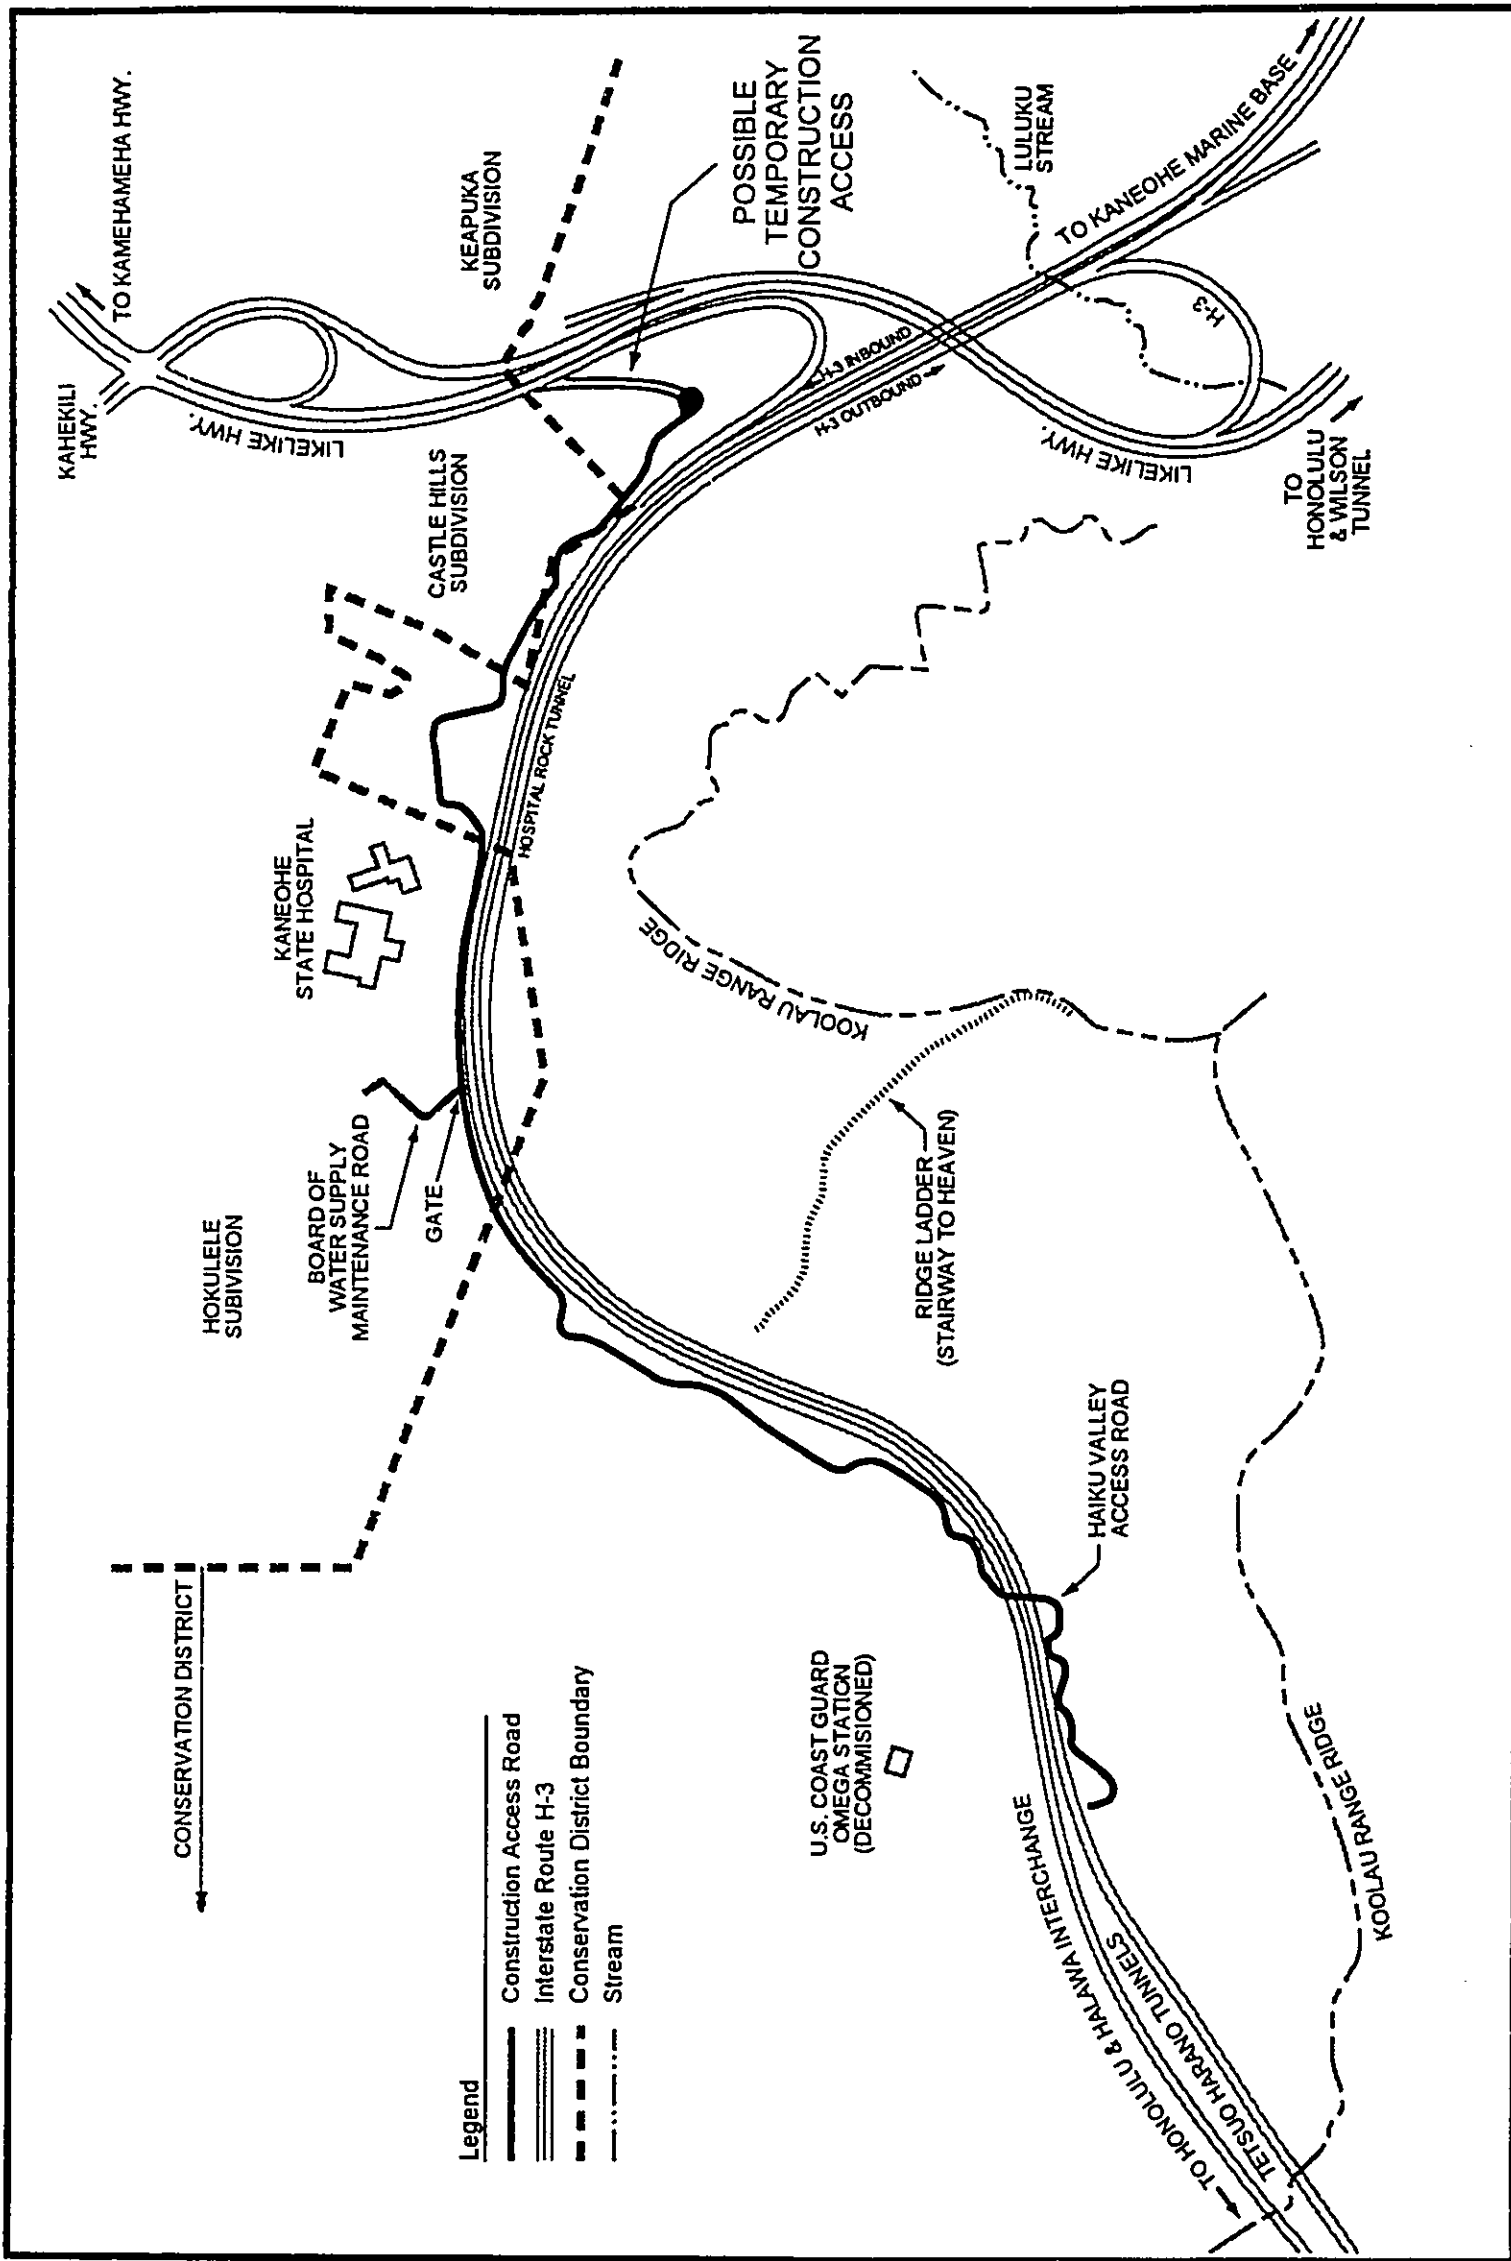 CONSERVATION DISTRICT
HOKULELE
SUBIVISION
BOARD OF
WATER SUPPLY
MAINTENANCE ROAD
GATE
KANEOHE
STATE HOSPITAL
CASTLE HILLS
SUBDIVISION
KAHEKILI
HWY.
TO KAMEHAMEHA HWY.
LIKELIKE HWY.
KEAPUKA
SUBDIVISION
POSSIBLE
TEMPORARY
CONSTRUCTION
ACCESS
HOSPITAL ROCK TUNNEL
H-3 INBOUND
H-3 OUTBOUND
LULUKU
STREAM
TO KANEOHE MARINE BASE
H-3
LIKELIKE HWY.
TO
HONOLULU
& WILSON
TUNNEL
KOOLAU RANGE RIDGE
RIDGE LADDER
(STAIRWAY TO HEAVEN)
HAIKU VALLEY
ACCESS ROAD
U.S. COAST GUARD
OMEGA STATION
(DECOMMISIONED)
TO HONOLULU & HALAWA INTERCHANGE
TETSUO HARANO TUNNELS
KOOLAU RANGE RIDGE
Legend
Construction Access Road
Interstate Route H-3
Conservation District Boundary
Stream